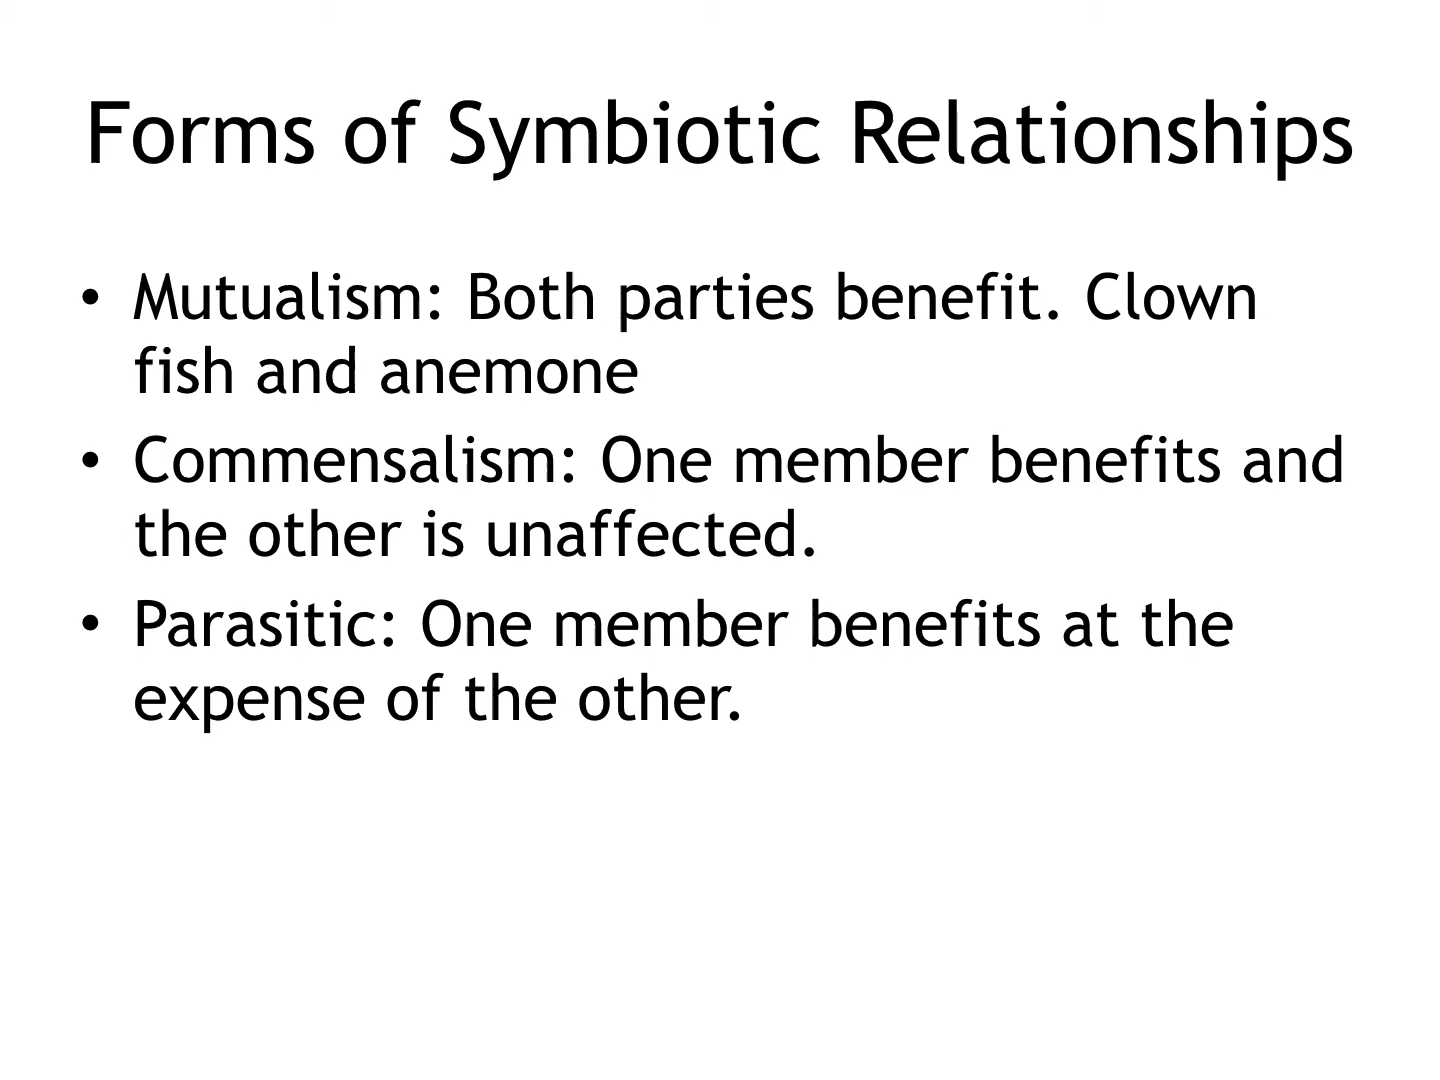 Forms of Symbiotic Relationships
• Mutualism: Both parties benefit. Clown
fish and anemone
• Commensalism: One member benefits and
the other is unaffected.
• Parasitic: One member benefits at the
expense of the other.